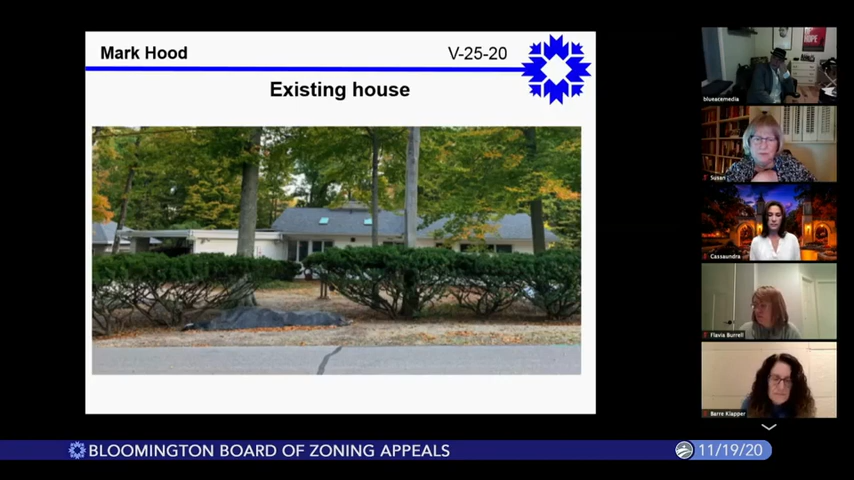 Mark Hood
V-25-20
Existing house
HOPE
blueacemedia
Susan
Cassaundra
Flavia Burrell
Barre Klapper
BLOOMINGTON BOARD OF ZONING APPEALS
11/19/20